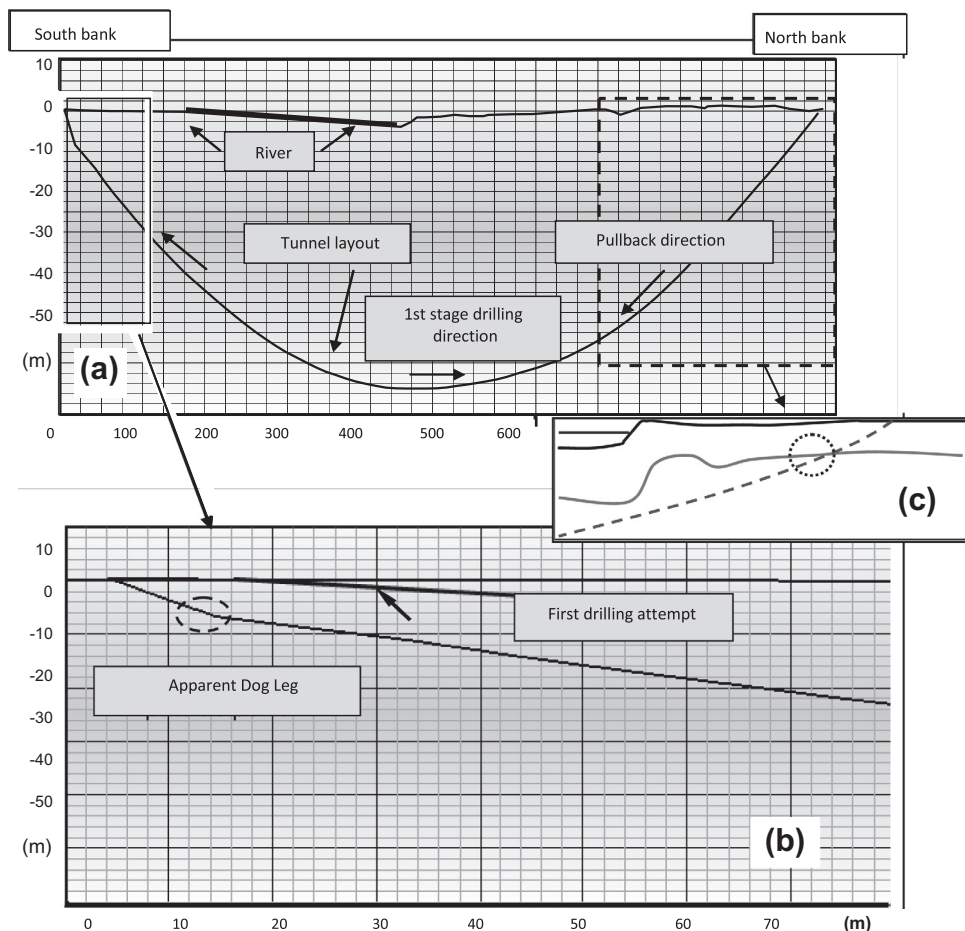 South bank
North bank
10
0
-10
-20
-30
-40
-50
(m)
River
Tunnel layout
Pullback direction
1st stage drilling
direction
(a)
0 100 200 300 400 500 600
(c)
10
0
-10
-20
-30
-40
-50
(m)
First drilling attempt
Apparent Dog Leg
(b)
0 10 20 30 40 50 60 70 (m)